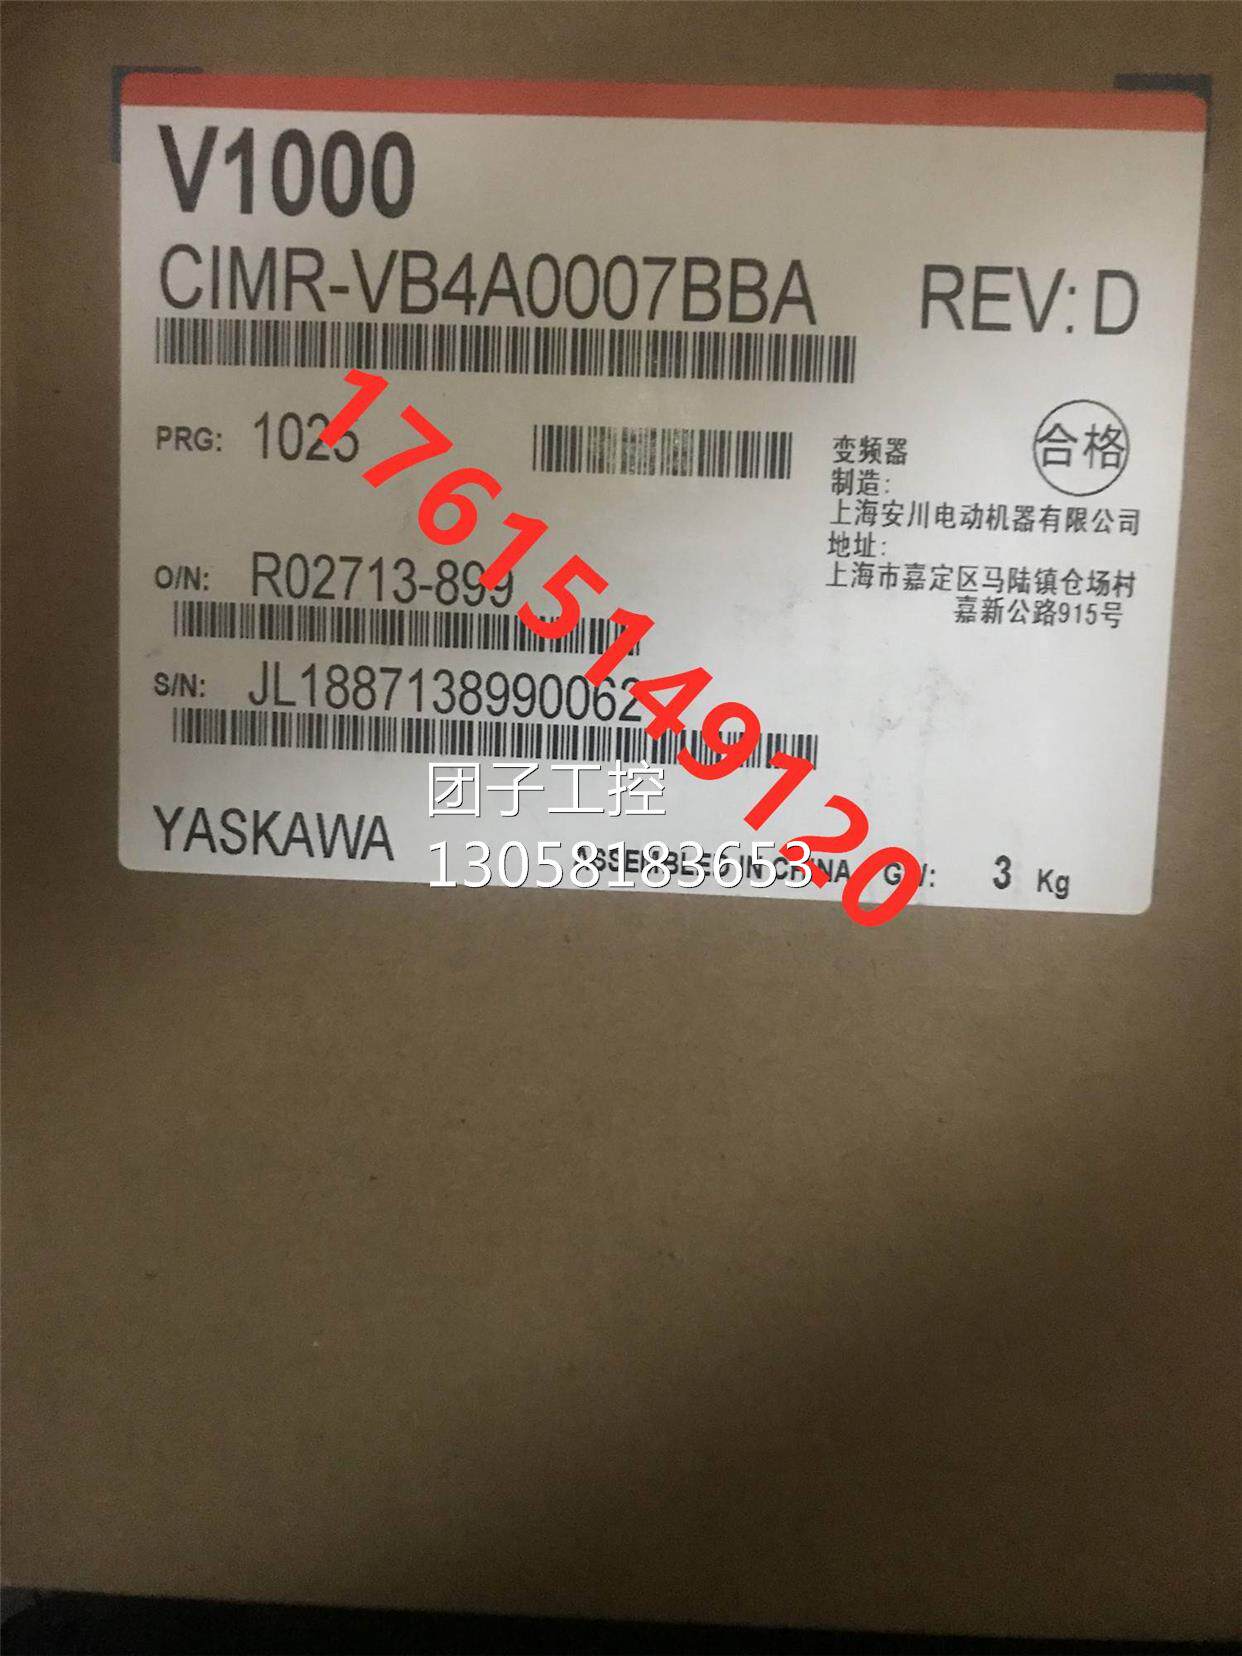 V1000
CIMR-VB4A0007BBA REV: D
PRG: 1025
合格
变频器
制造:
上海安川电动机器有限公司
地址:
上海市嘉定区马陆镇仓场村
嘉新公路915号
O/N: R02713-899
S/N: JL1887138990062
17615149120
团子工控
13058183653
YASKAWA
ASSEMBLED IN CHINA G.W: 3 Kg